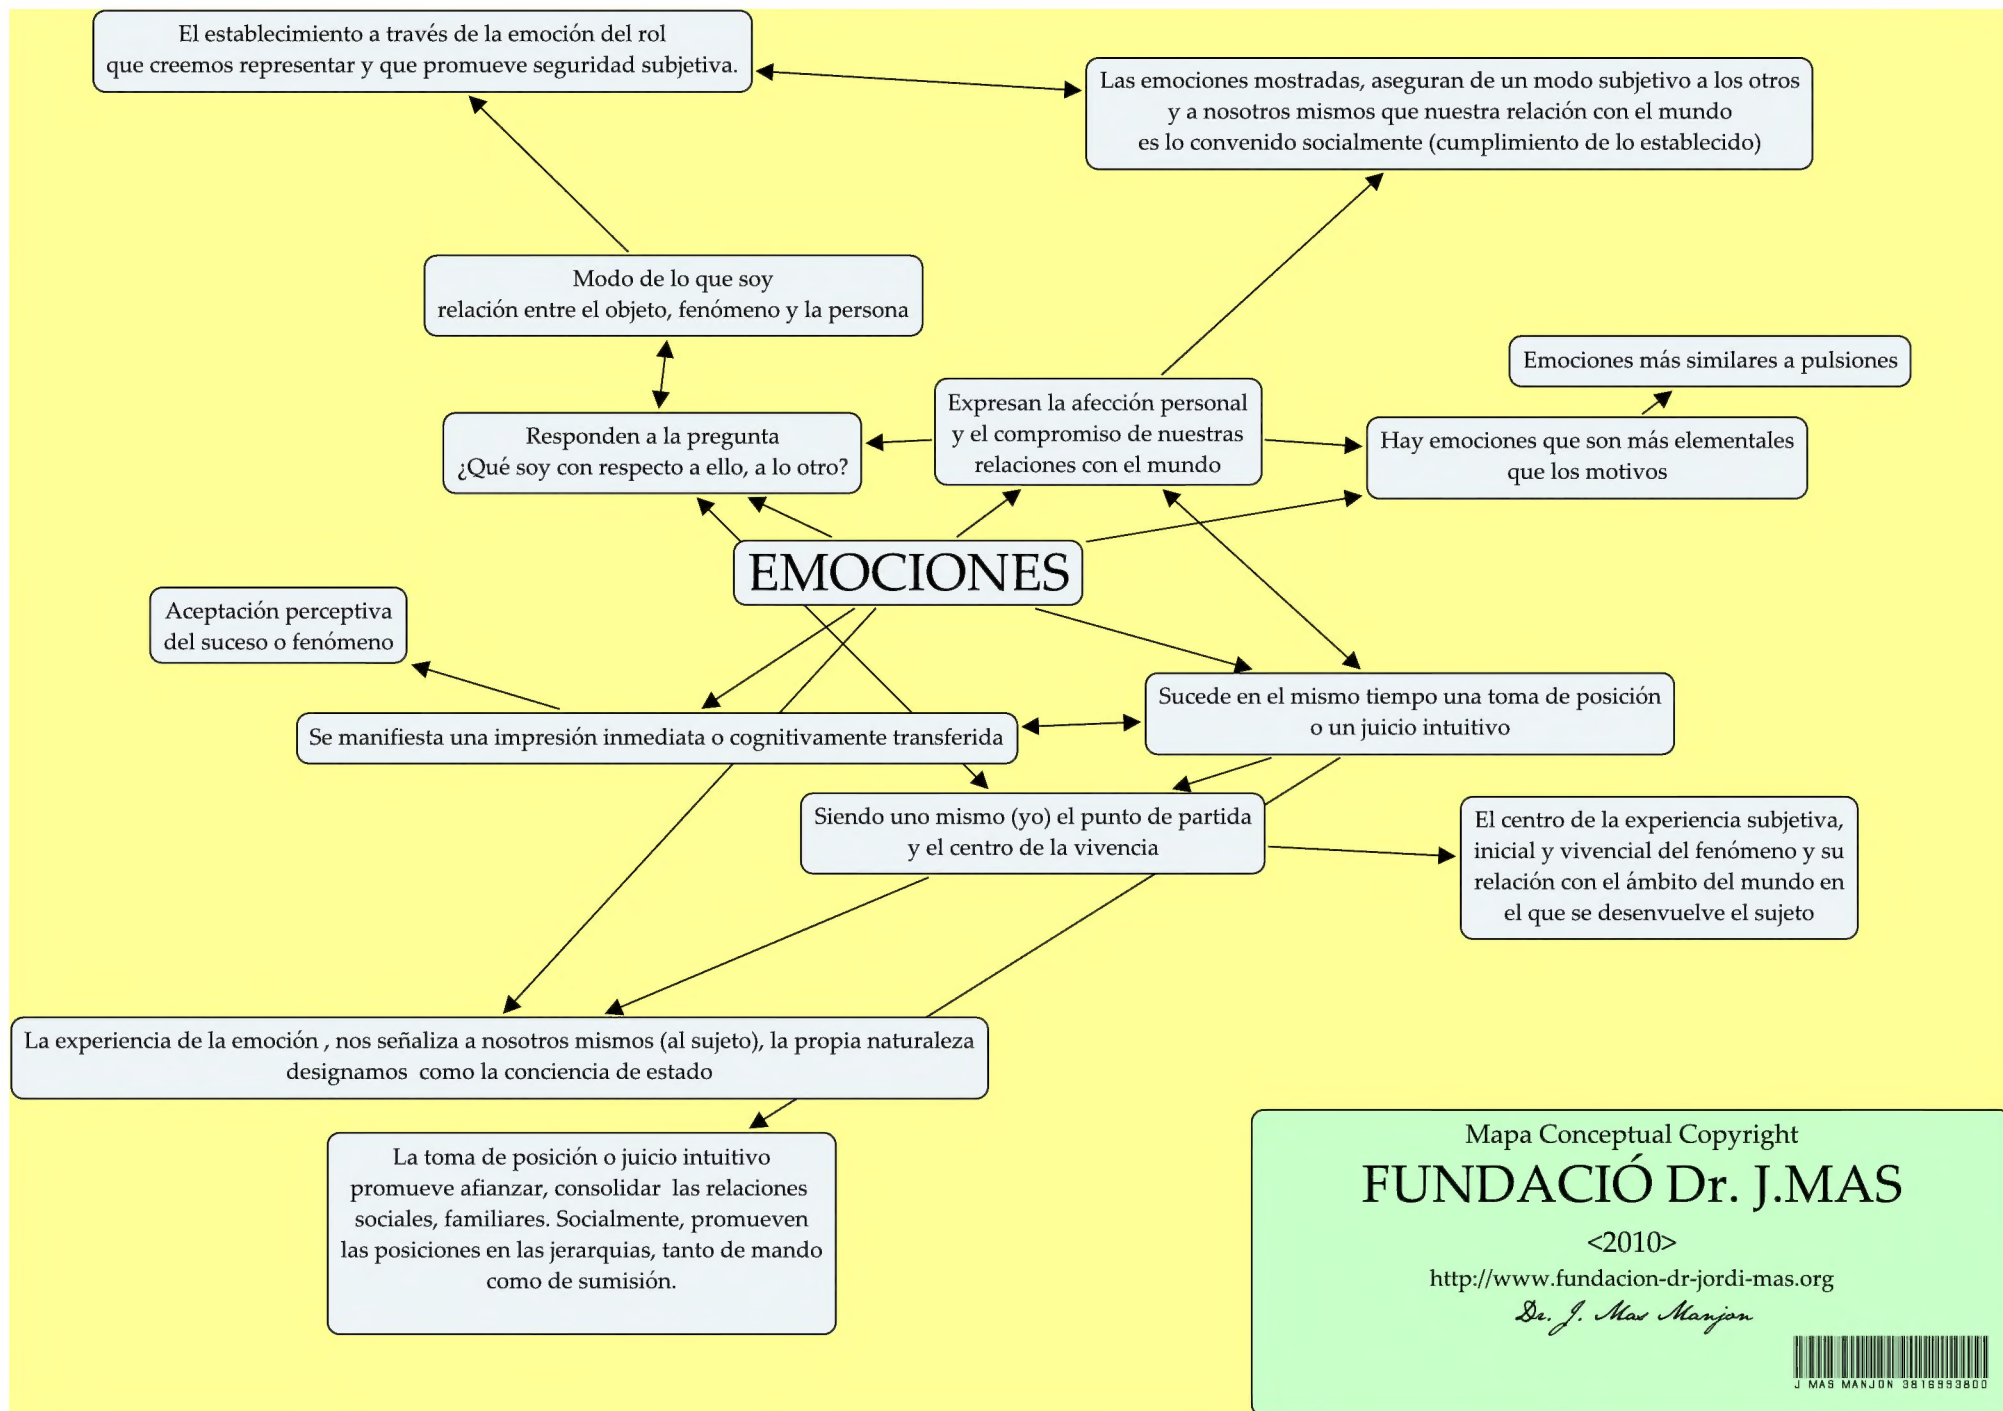 El establecimiento a través de la emoción del rol
que creemos representar y que promueve seguridad subjetiva.
Las emociones mostradas, aseguran de un modo subjetivo a los otros
y a nosotros mismos que nuestra relación con el mundo
es lo convenido socialmente (cumplimiento de lo establecido)
Modo de lo que soy
relación entre el objeto, fenómeno y la persona
Emociones más similares a pulsiones
Expresan la afección personal
y el compromiso de nuestras
relaciones con el mundo
Responden a la pregunta
¿Qué soy con respecto a ello, a lo otro?
Hay emociones que son más elementales
que los motivos
EMOCIONES
Aceptación perceptiva
del suceso o fenómeno
Sucede en el mismo tiempo una toma de posición
o un juicio intuitivo
Se manifiesta una impresión inmediata o cognitivamente transferida
Siendo uno mismo (yo) el punto de partida
y el centro de la vivencia
El centro de la experiencia subjetiva,
inicial y vivencial del fenómeno y su
relación con el ámbito del mundo en
el que se desenvuelve el sujeto
La experiencia de la emoción , nos señaliza a nosotros mismos (al sujeto), la propia naturaleza
designamos  como la conciencia de estado
La toma de posición o juicio intuitivo
promueve afianzar, consolidar  las relaciones
sociales, familiares. Socialmente, promueven
las posiciones en las jerarquias, tanto de mando
como de sumisión.
Mapa Conceptual Copyright
FUNDACIÓ Dr. J.MAS
<2010>
http://www.fundacion-dr-jordi-mas.org
Dr. J. Mas Manjon
J MAS MANJON 3816993800